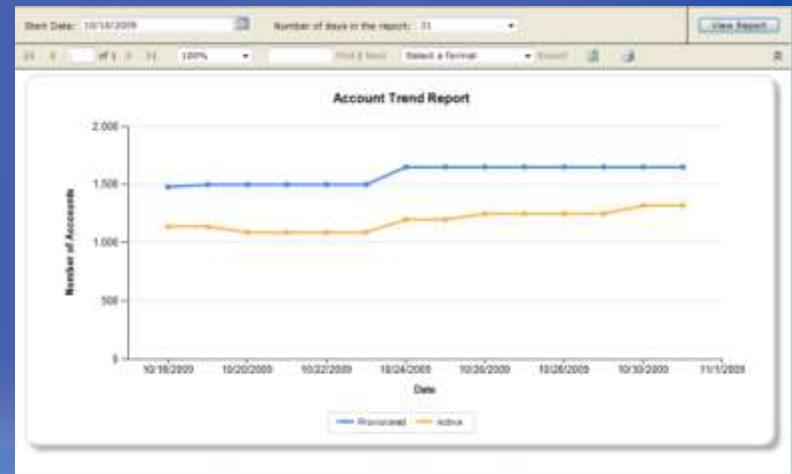 Start Date: 10/18/2009 Number of days in the report: 31 View Report
of 1 100% Find | Next Select a format Export
Account Trend Report
2,000
1,500
1,000
500
0
Number of Accounts
10/18/2009 10/20/2009 10/22/2009 10/24/2009 10/26/2009 10/28/2009 10/30/2009 11/1/2009
Date
Provisioned Active